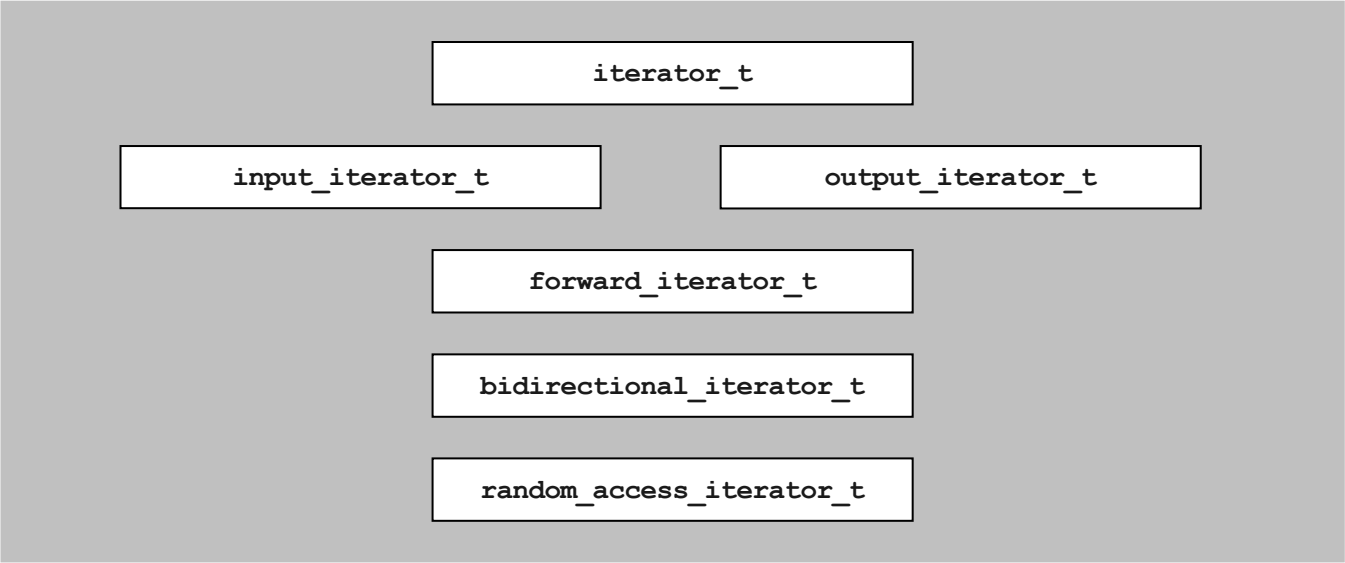 iterator_t
input_iterator_t
output_iterator_t
forward_iterator_t
bidirectional_iterator_t
random_access_iterator_t